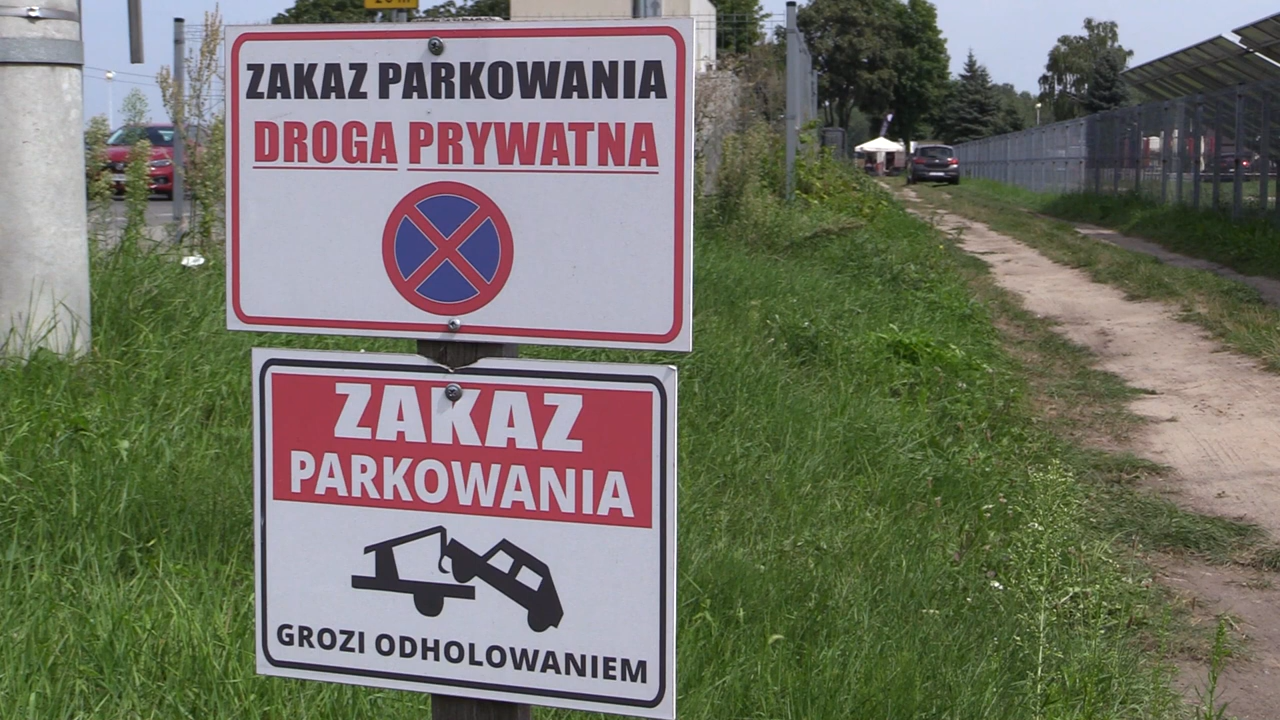 ZAKAZ PARKOWANIA
DROGA PRYWATNA
ZAKAZ
PARKOWANIA
GROZI ODHOLOWANIEM